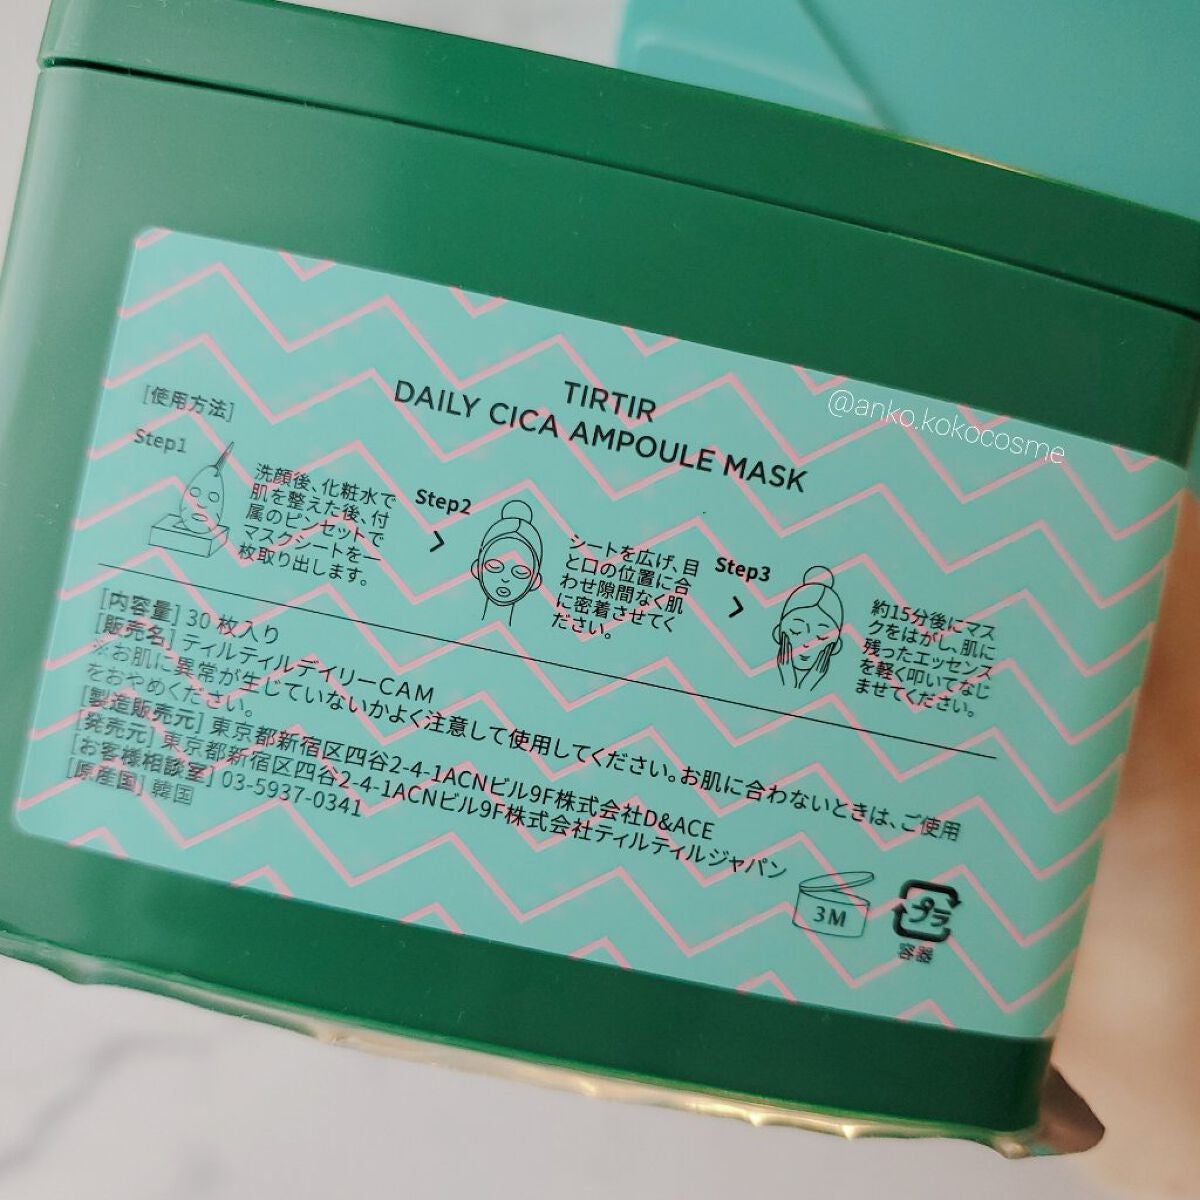 TIRTIR
DAILY CICA AMPOULE MASK
@anko.kokocosme
[使用方法]
Step1
洗顔後、化粧水で
肌を整えた後、付
属のピンセットで
マスクシートを一
枚取り出します。
Step2
シートを広げ、目
と口の位置に合
わせ隙間なく肌
に密着させてく
ださい。
Step3
約15分後にマス
クをはがし、肌に
残ったエッセンス
を軽く叩いてなじ
ませてください。
[内容量] 30 枚入り
[販売名] ティルティルデイリーCAM
※お肌に異常が生じていないかよく注意して使用してください。お肌に合わないときは、ご使用
をおやめください。
[製造販売元] 東京都新宿区四谷2-4-1ACNビル9F株式会社D&ACE
[発売元] 東京都新宿区四谷2-4-1ACNビル9F株式会社ティルティルジャパン
[お客様相談室] 03-5937-0341
[原産国] 韓国
3M
プラ
容器